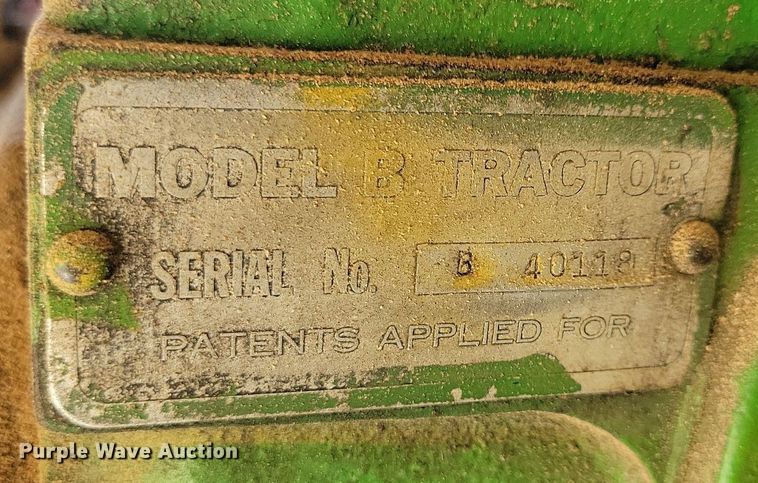 MODEL B TRACTOR
SERIAL No. B 40118
PATENTS APPLIED FOR
Purple Wave Auction